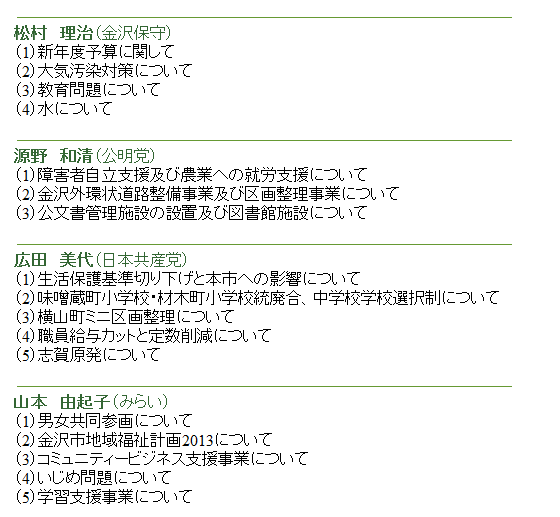 松村　理治（金沢保守）
（1）新年度予算に関して
（2）大気汚染対策について
（3）教育問題について
（4）水について
源野　和清（公明党）
（1）障害者自立支援及び農業への就労支援について
（2）金沢外環状道路整備事業及び区画整理事業について
（3）公文書管理施設の設置及び図書館施設について
広田　美代（日本共産党）
（1）生活保護基準切り下げと本市への影響について
（2）味噌蔵町小学校・材木町小学校統廃合、中学校学校選択制について
（3）横山町ミニ区画整理について
（4）職員給与カットと定数削減について
（5）志賀原発について
山本　由起子（みらい）
（1）男女共同参画について
（2）金沢市地域福祉計画2013について
（3）コミュニティービジネス支援事業について
（4）いじめ問題について
（5）学習支援事業について